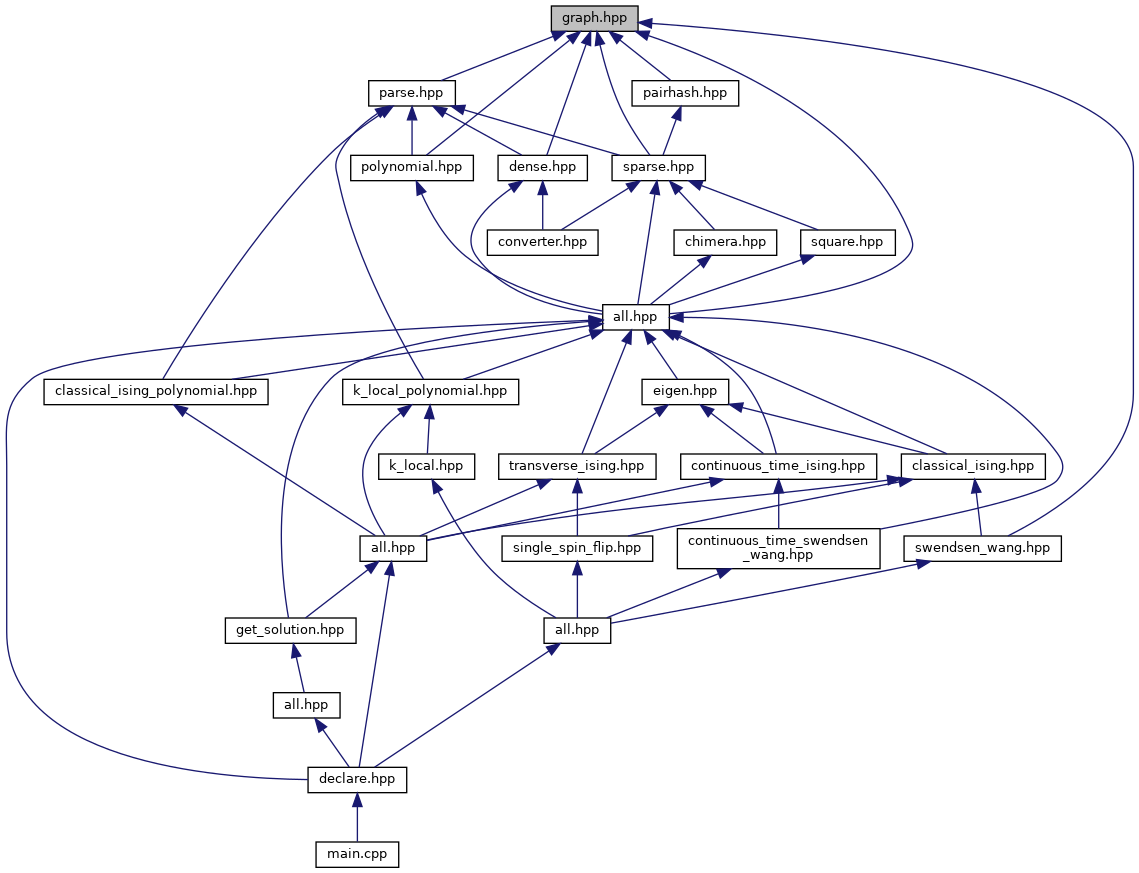 graph.hpp
parse.hpp
pairhash.hpp
polynomial.hpp
dense.hpp
sparse.hpp
converter.hpp
chimera.hpp
square.hpp
all.hpp
classical_ising_polynomial.hpp
k_local_polynomial.hpp
eigen.hpp
k_local.hpp
transverse_ising.hpp
continuous_time_ising.hpp
classical_ising.hpp
all.hpp
single_spin_flip.hpp
continuous_time_swendsen
_wang.hpp
swendsen_wang.hpp
get_solution.hpp
all.hpp
all.hpp
declare.hpp
main.cpp